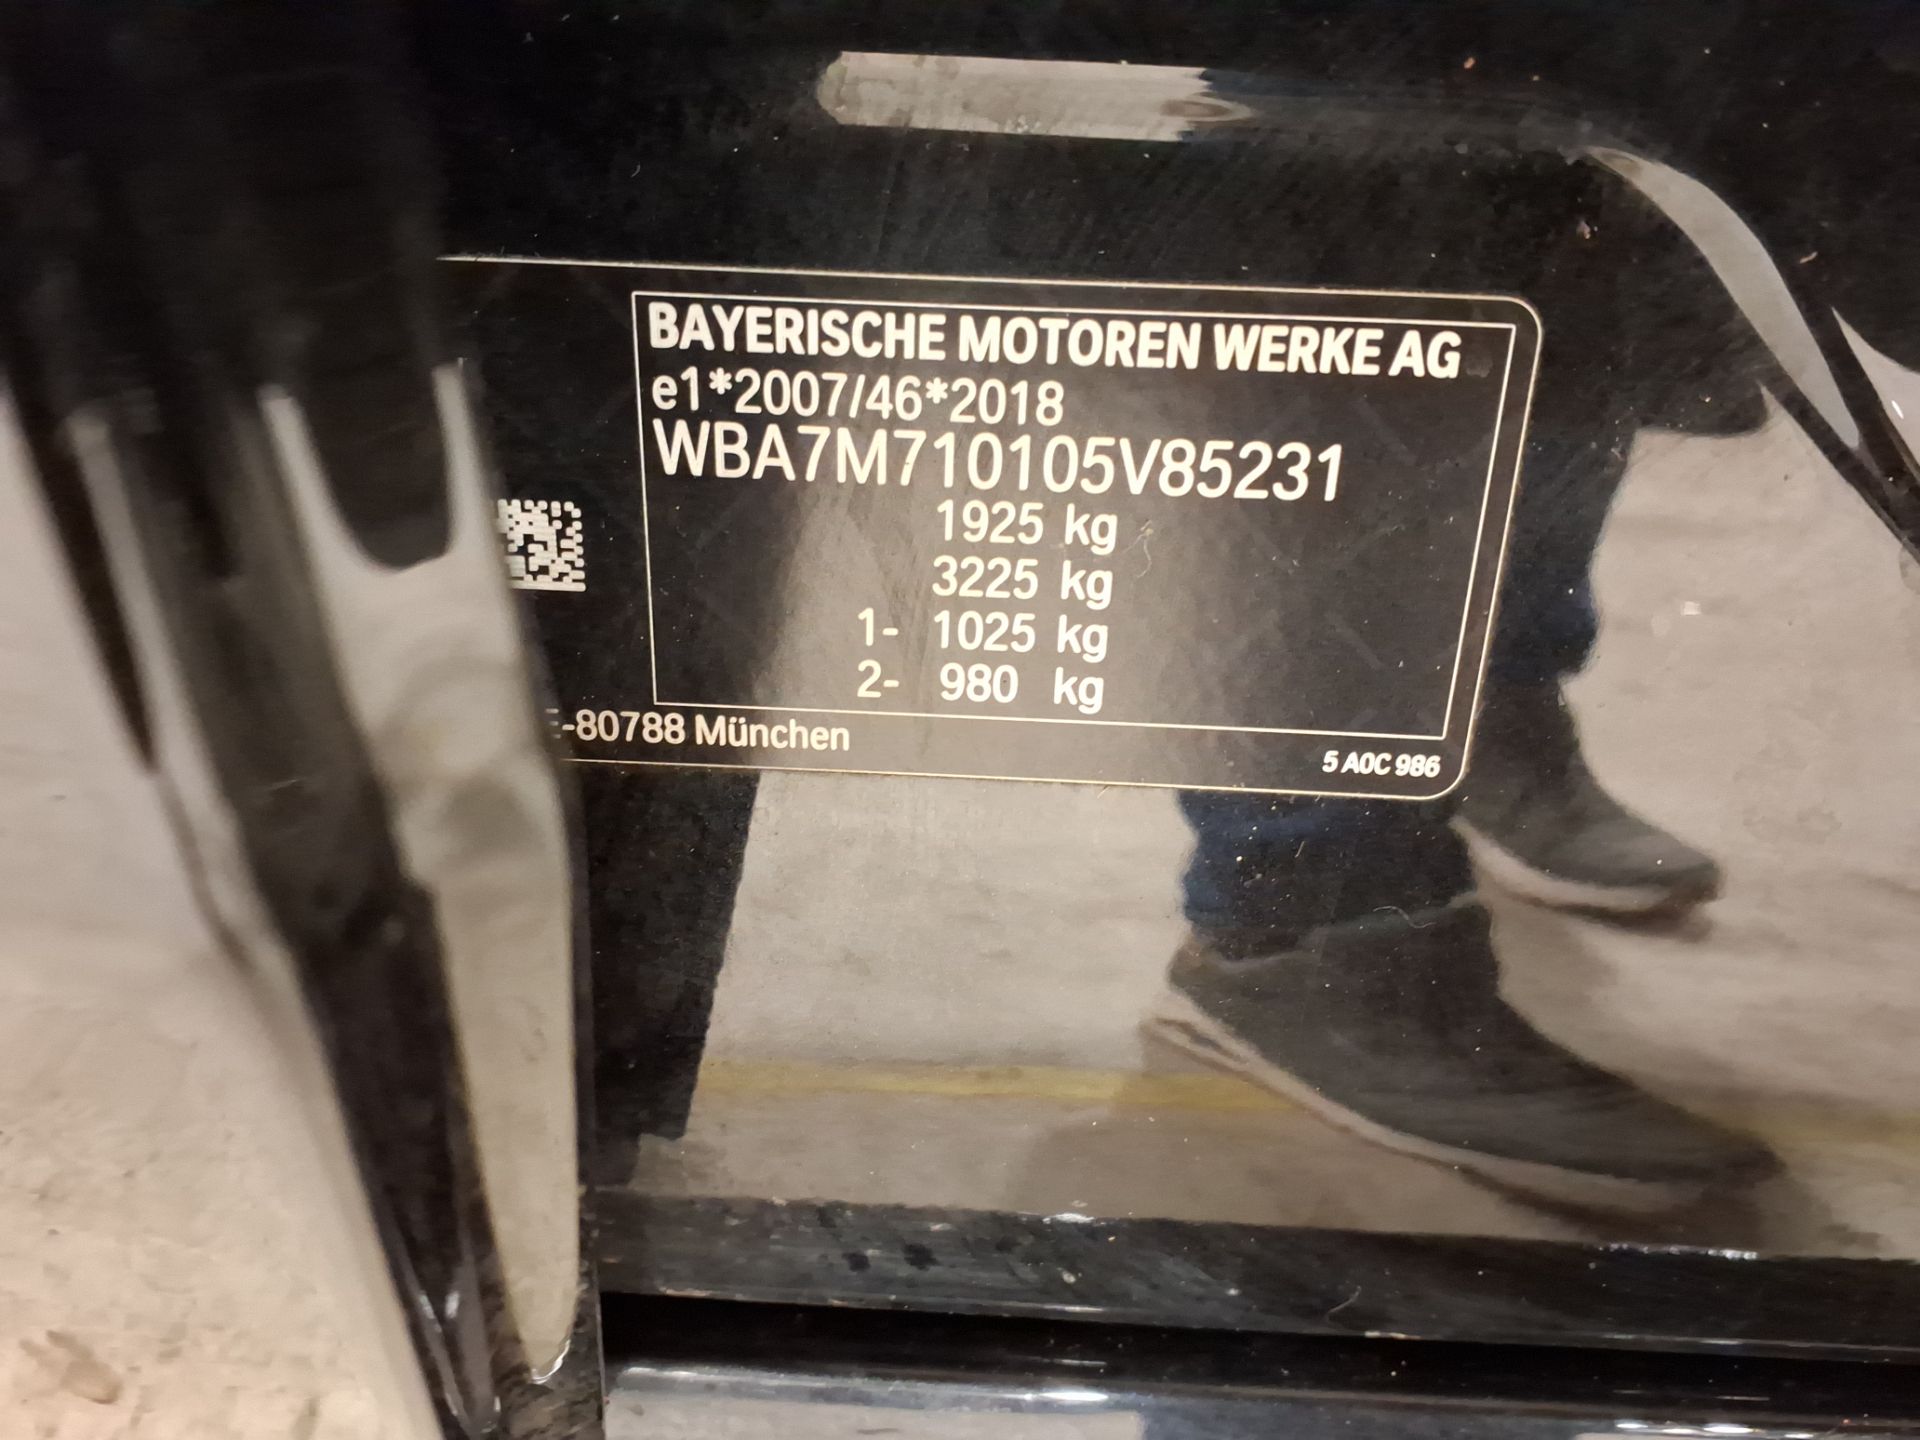 BAYERISCHE MOTOREN WERKE AG
e1*2007/46*2018
WBA7M710105V85231
1925 kg
3225 kg
1- 1025 kg
2- 980 kg
E-80788 München
5 A0C 986